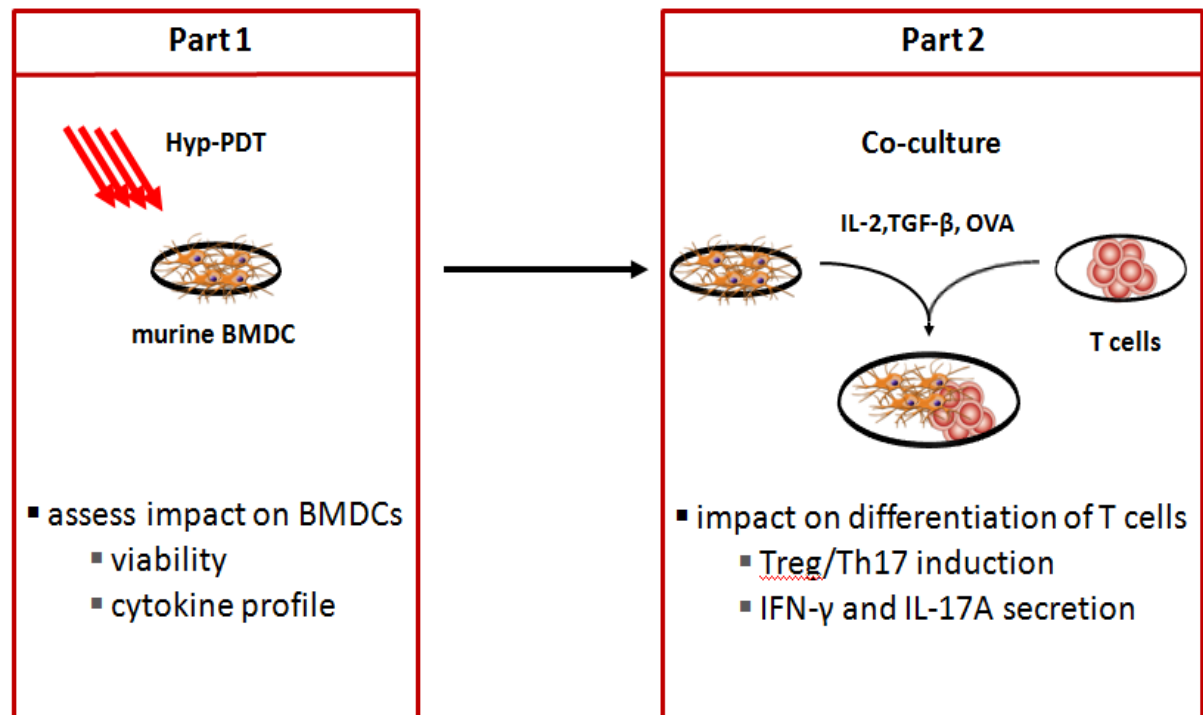 Part 1
Hyp-PDT
murine BMDC
▪ assess impact on BMDCs
▪ viability
▪ cytokine profile
Part 2
Co-culture
IL-2,TGF-β, OVA
T cells
▪ impact on differentiation of T cells
▪ Treg/Th17 induction
▪ IFN-γ and IL-17A secretion